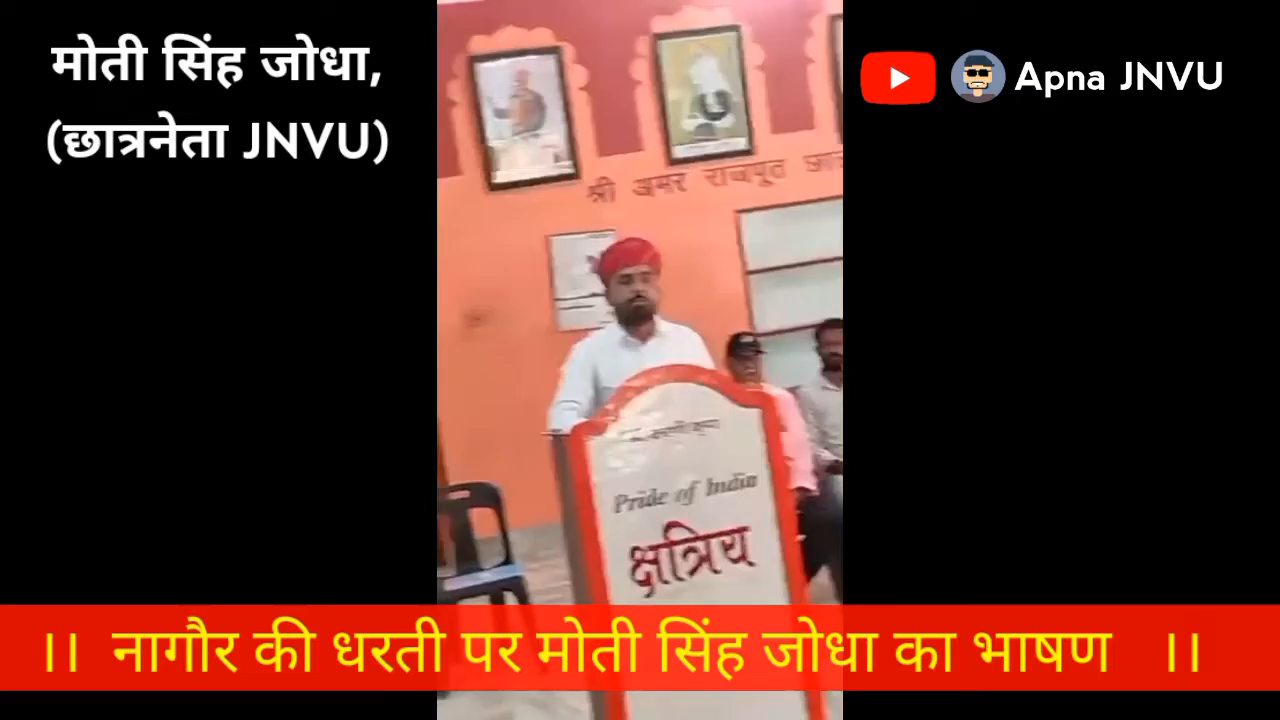 मोती सिंह जोधा,
(छात्रनेता JNVU)
Apna JNVU
श्री अमर राजपूत
Pride of India
क्षत्रिय
।। नागौर की धरती पर मोती सिंह जोधा का भाषण ।।